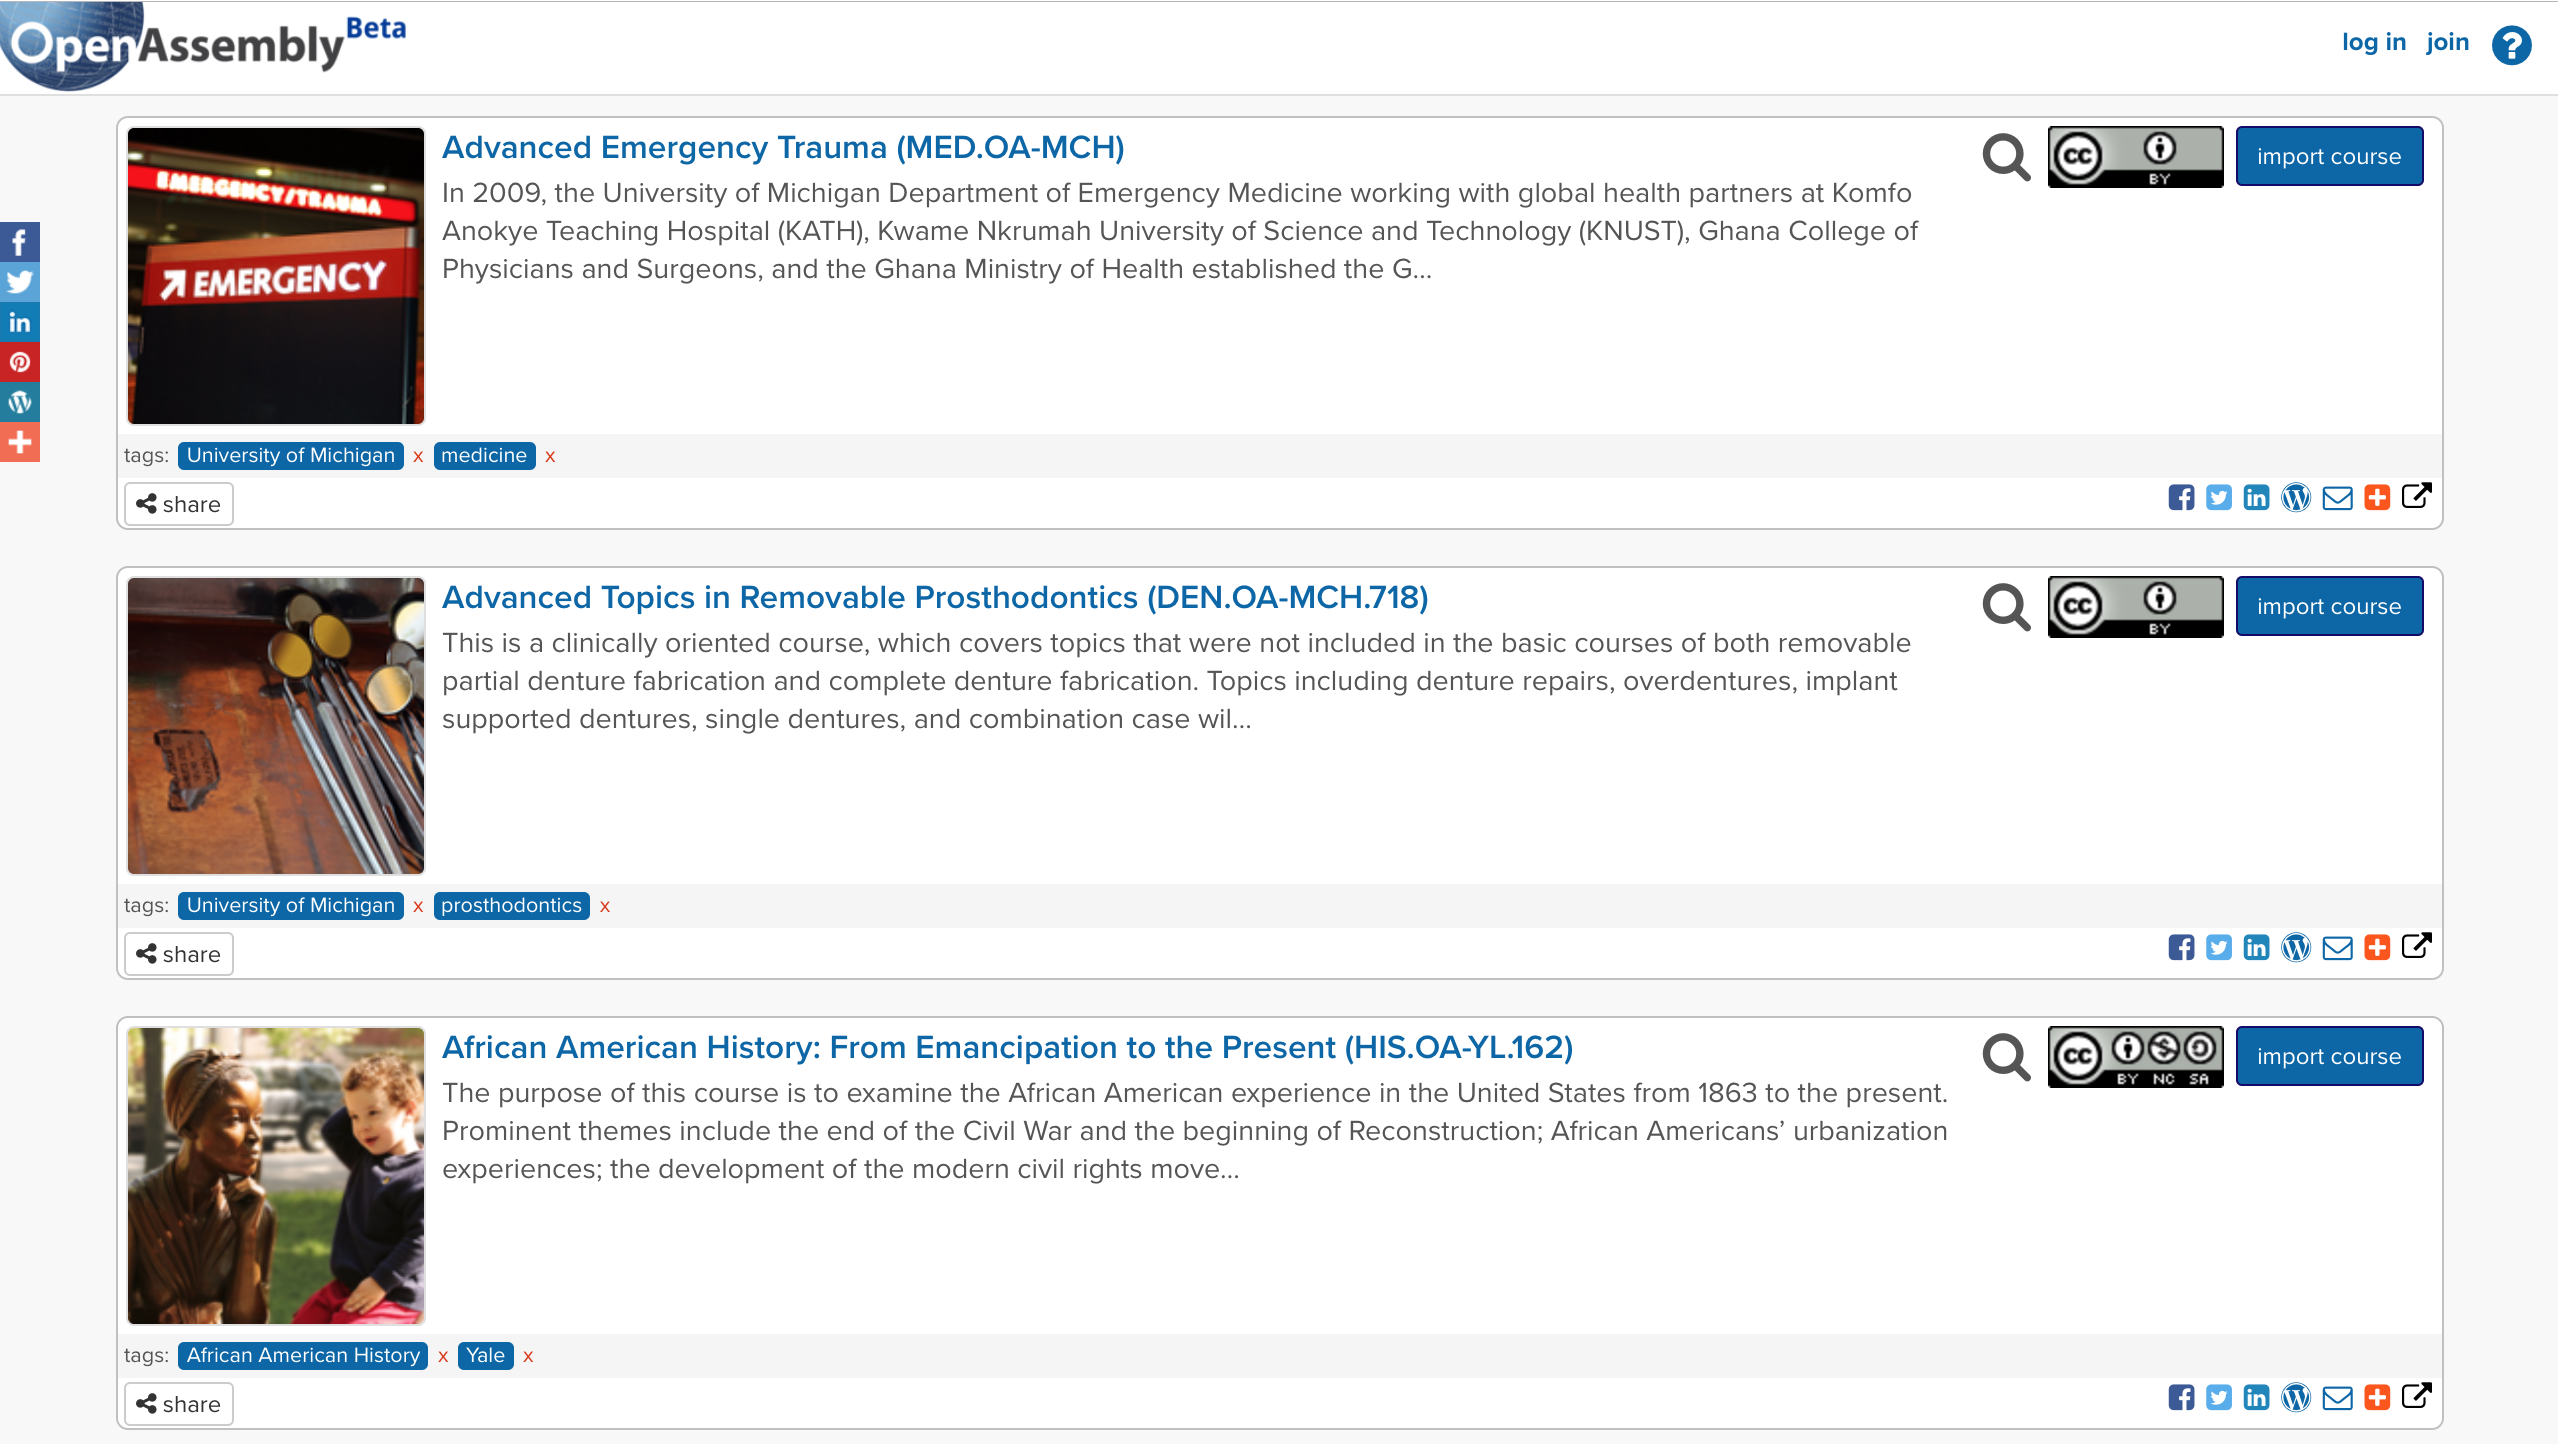 OpenAssembly Beta
log in join ?
EMERGENCY/TRAUMA
EMERGENCY
Advanced Emergency Trauma (MED.OA-MCH)
In 2009, the University of Michigan Department of Emergency Medicine working with global health partners at Komfo
Anokye Teaching Hospital (KATH), Kwame Nkrumah University of Science and Technology (KNUST), Ghana College of
Physicians and Surgeons, and the Ghana Ministry of Health established the G...
cc BY
import course
tags: University of Michigan x medicine x
share
Advanced Topics in Removable Prosthodontics (DEN.OA-MCH.718)
This is a clinically oriented course, which covers topics that were not included in the basic courses of both removable
partial denture fabrication and complete denture fabrication. Topics including denture repairs, overdentures, implant
supported dentures, single dentures, and combination case wil...
cc BY
import course
tags: University of Michigan x prosthodontics x
share
African American History: From Emancipation to the Present (HIS.OA-YL.162)
The purpose of this course is to examine the African American experience in the United States from 1863 to the present.
Prominent themes include the end of the Civil War and the beginning of Reconstruction; African Americans’ urbanization
experiences; the development of the modern civil rights move...
cc BY NC SA
import course
tags: African American History x Yale x
share